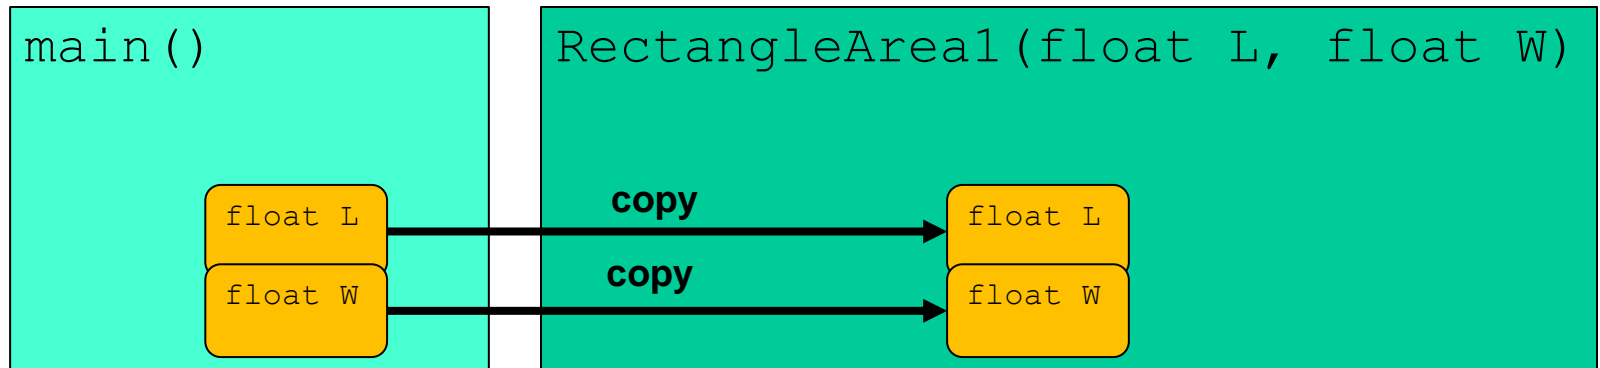 main()
RectangleArea1(float L, float W)
copy
float L
float L
copy
float W
float W